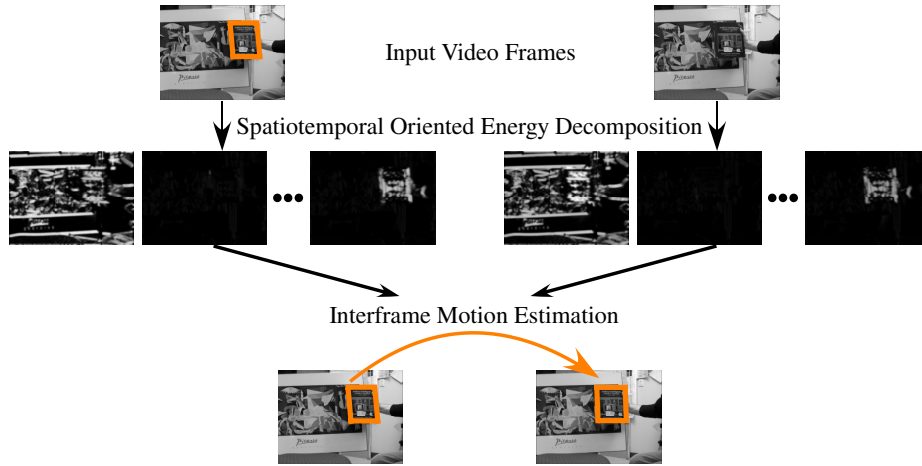 Input Video Frames
Spatiotemporal Oriented Energy Decomposition
Interframe Motion Estimation